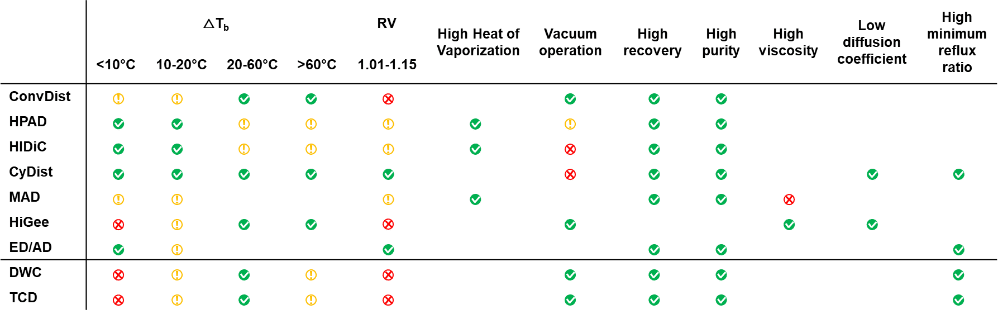 △Tb RV High Heat of Vaporization Vacuum operation High recovery High purity High viscosity Low diffusion coefficient High minimum reflux ratio
<10°C 10-20°C 20-60°C >60°C 1.01-1.15
ConvDist
HPAD
HIDiC
CyDist
MAD
HiGee
ED/AD
DWC
TCD